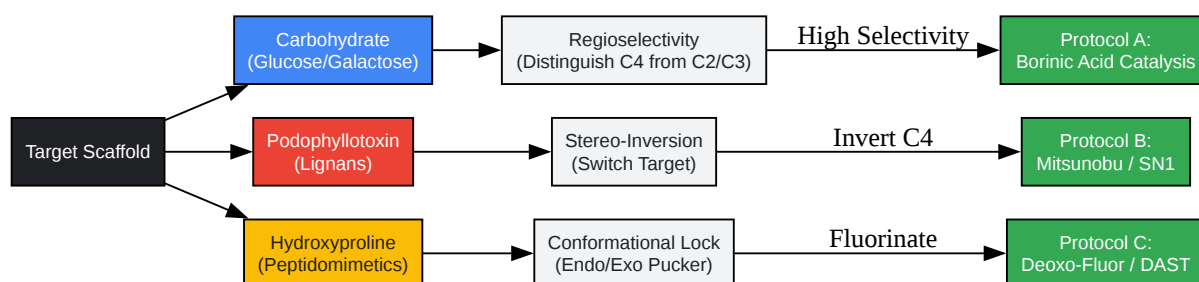 Carbohydrate
(Glucose/Galactose)
Regioselectivity
(Distinguish C4 from C2/C3)
High Selectivity
Protocol A:
Borinic Acid Catalysis
Target Scaffold
Podophyllotoxin
(Lignans)
Stereo-Inversion
(Switch Target)
Invert C4
Protocol B:
Mitsunobu / SN1
Hydroxyproline
(Peptidomimetics)
Conformational Lock
(Endo/Exo Pucker)
Fluorinate
Protocol C:
Deoxo-Fluor / DAST